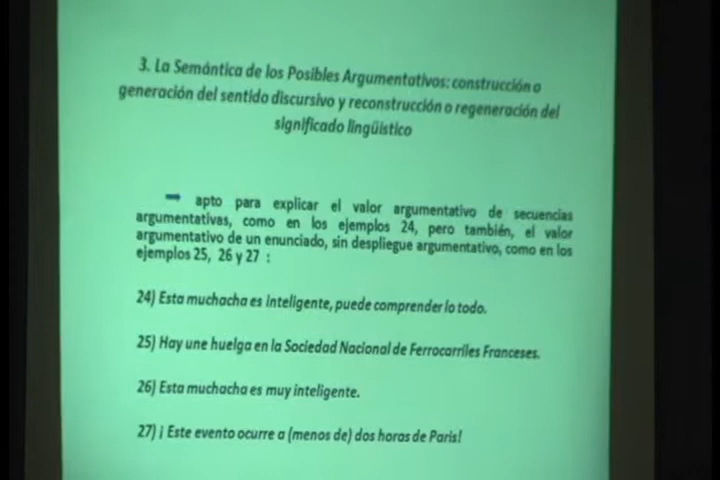 3. La Semántica de los Posibles Argumentativos: construcción o
generación del sentido discursivo y reconstrucción o regeneración del
significado lingüístico
➡ apto para explicar el valor argumentativo de secuencias
argumentativas, como en los ejemplos 24, pero también, el valor
argumentativo de un enunciado, sin despliegue argumentativo, como en los
ejemplos 25, 26 y 27 :
24) Esta muchacha es inteligente, puede comprender lo todo.
25) Hay une huelga en la Sociedad Nacional de Ferrocarriles Franceses.
26) Esta muchacha es muy inteligente.
27) ¡ Este evento ocurre a (menos de) dos horas de Paris!